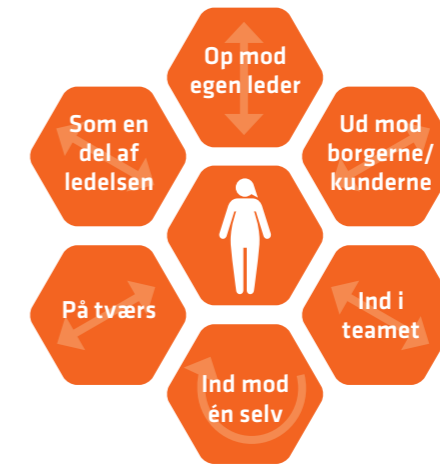 Op mod
egen leder
Som en
del af
ledelsen
Ud mod
borgerne/
kunderne
På tværs
Ind i
teamet
Ind mod
én selv